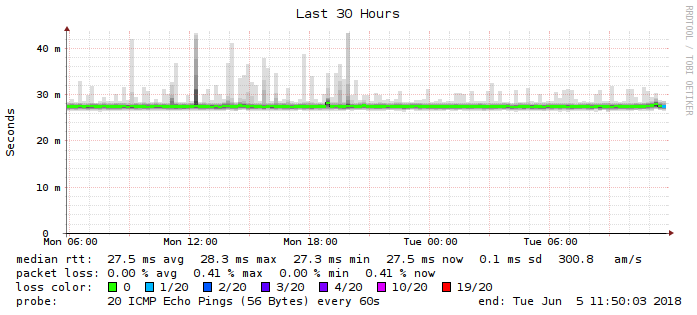 Last 30 Hours
RRDTOOL / TOBI OETIKER
Seconds
40 m
30 m
20 m
10 m
0
Mon 06:00 Mon 12:00 Mon 18:00 Tue 00:00 Tue 06:00
median rtt: 27.5 ms avg 28.3 ms max 27.3 ms min 27.5 ms now 0.1 ms sd 300.8 am/s
packet loss: 0.00 % avg 0.41 % max 0.00 % min 0.41 % now
loss color: 0 1/20 2/20 3/20 4/20 10/20 19/20
probe: 20 ICMP Echo Pings (56 Bytes) every 60s end: Tue Jun 5 11:50:03 2018